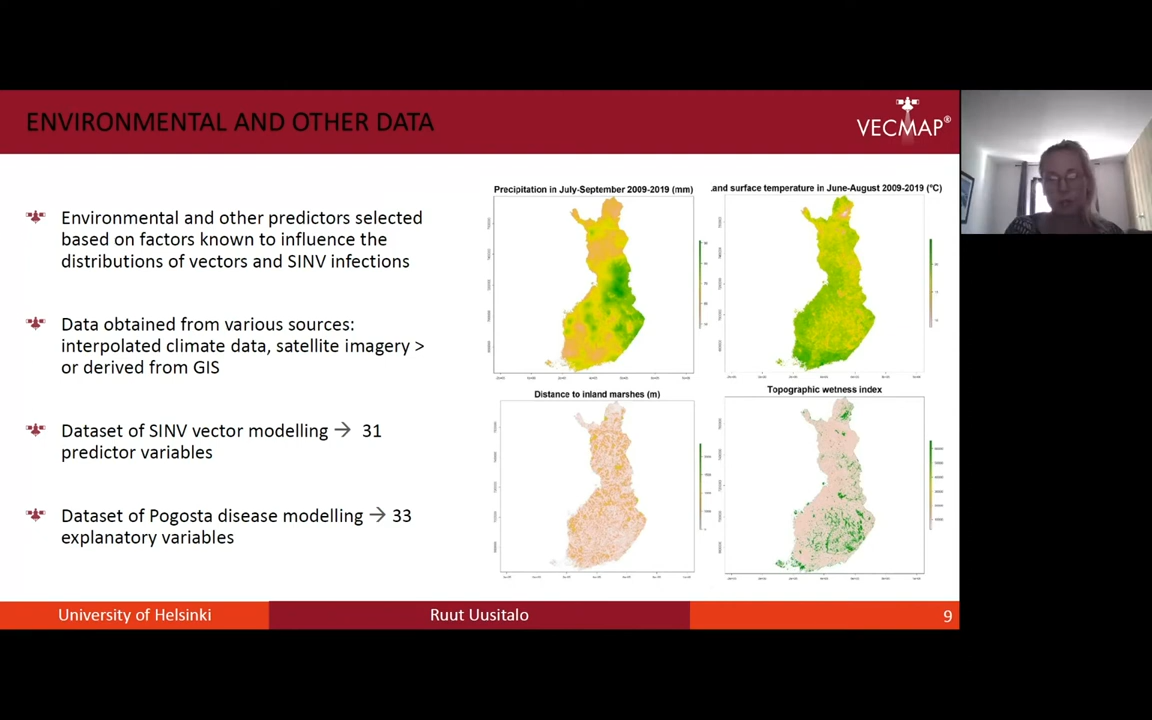 ENVIRONMENTAL AND OTHER DATA
VECMAP®
Environmental and other predictors selected
based on factors known to influence the
distributions of vectors and SINV infections
Data obtained from various sources:
interpolated climate data, satellite imagery >
or derived from GIS
Dataset of SINV vector modelling → 31
predictor variables
Dataset of Pogosta disease modelling → 33
explanatory variables
Precipitation in July-September 2009-2019 (mm)
and surface temperature in June-August 2009-2019 (°C)
Distance to inland marshes (m)
Topographic wetness index
University of Helsinki
Ruut Uusitalo
9